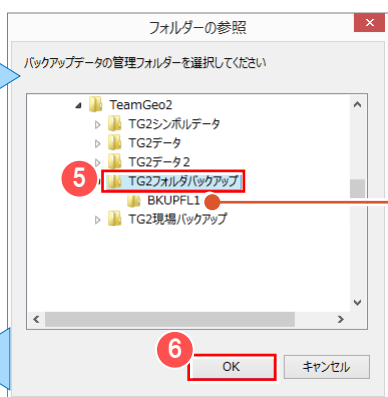 フォルダーの参照
バックアップデータの管理フォルダーを選択してください
TeamGeo2
TG2シンボルデータ
TG2データ
TG2データ2
5
TG2フォルダバックアップ
BKUPFL1
TG2現場バックアップ
6
OK
キャンセル